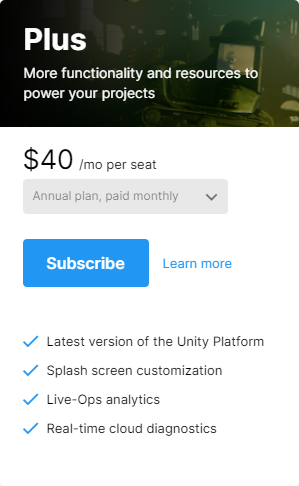 Plus
More functionality and resources to
power your projects
$40 /mo per seat
Annual plan, paid monthly
Subscribe
Learn more
Latest version of the Unity Platform
Splash screen customization
Live-Ops analytics
Real-time cloud diagnostics